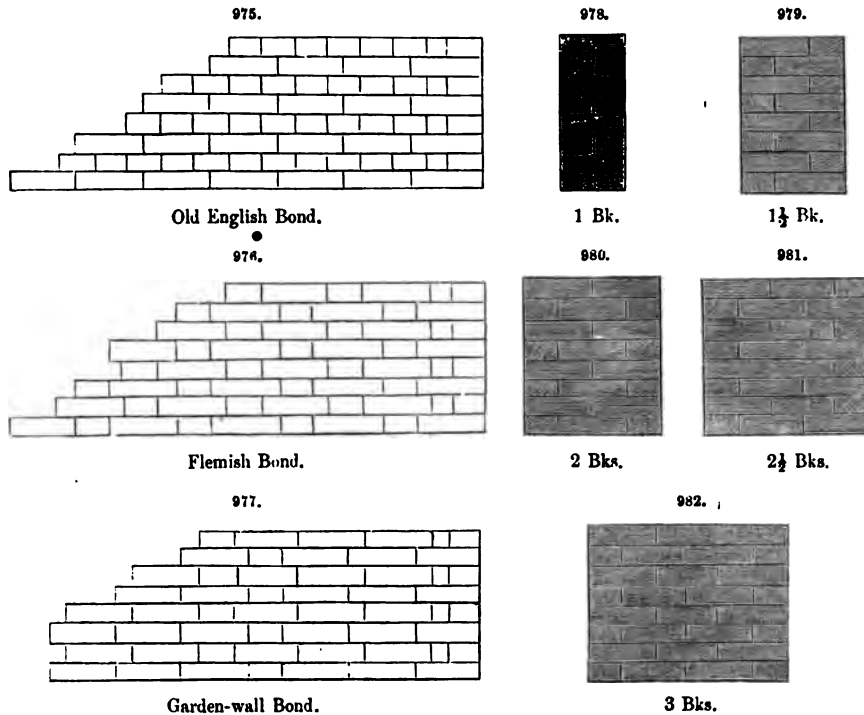 975. 978. 979.
Old English Bond. 1 Bk. 1½ Bk.
976. 980. 981.
Flemish Bond. 2 Bks. 2½ Bks.
977. 982.
Garden-wall Bond. 3 Bks.